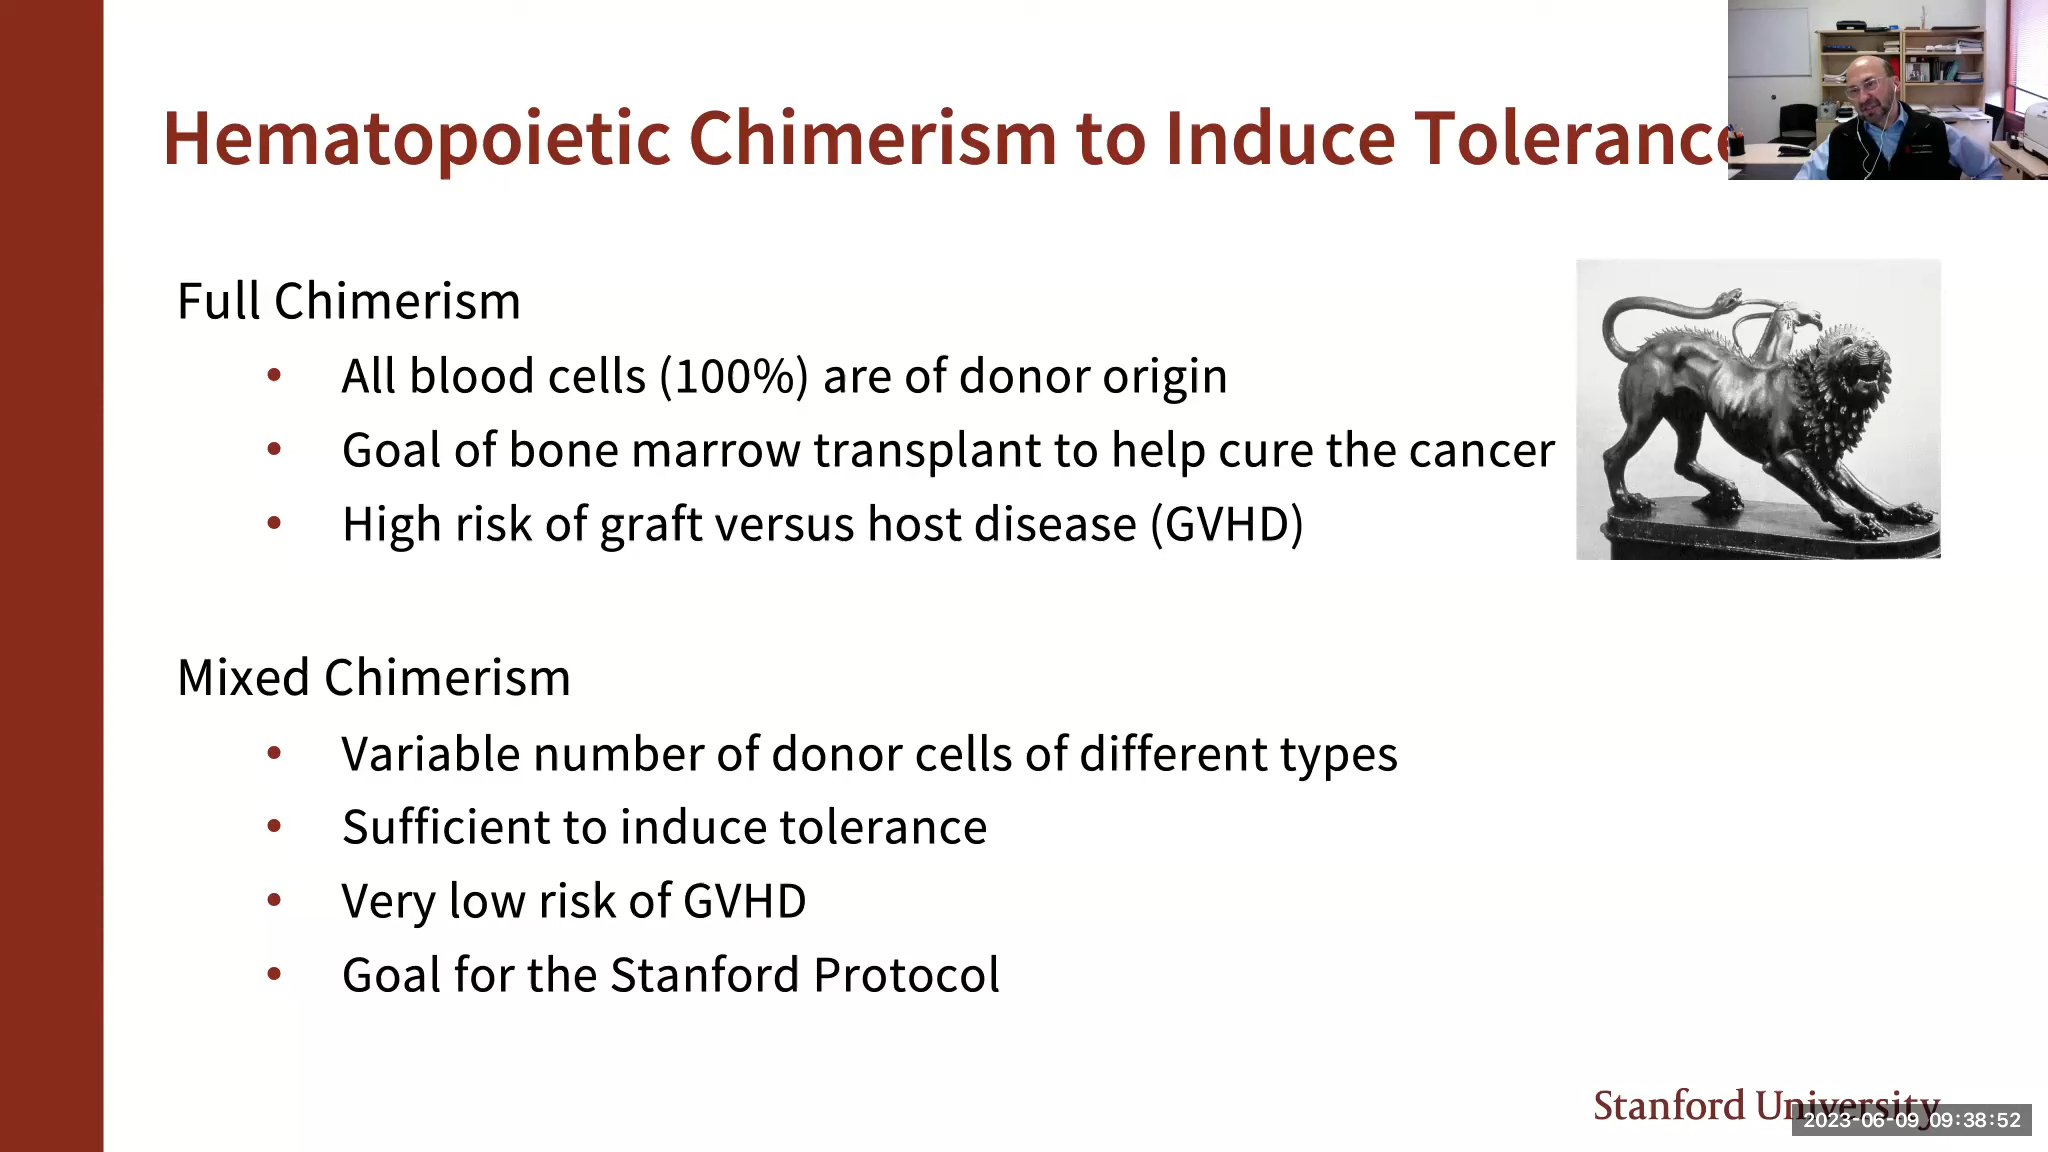 Hematopoietic Chimerism to Induce Toleranc
Full Chimerism
• All blood cells (100%) are of donor origin
• Goal of bone marrow transplant to help cure the cancer
• High risk of graft versus host disease (GVHD)
Mixed Chimerism
• Variable number of donor cells of different types
• Sufficient to induce tolerance
• Very low risk of GVHD
• Goal for the Stanford Protocol
Stanford University
2023-06-09 09:38:52